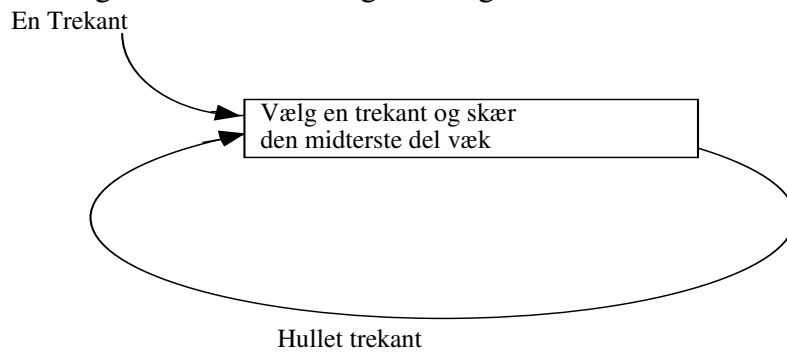 En Trekant
Vælg en trekant og skær
den midterste del væk
Hullet trekant